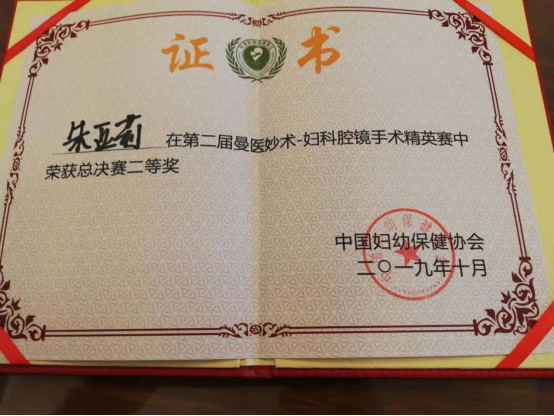 证 书
朱亚南 在第二届曼医妙术-妇科腔镜手术精英赛中
荣获总决赛二等奖
中国妇幼保健协会
二〇一九年十月